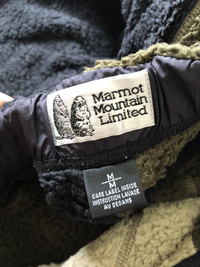 Marmot
Mountain
Limited
M
M
CARE LABEL INSIDE
INSTRUCTION LAVAGE
AU DEDANS